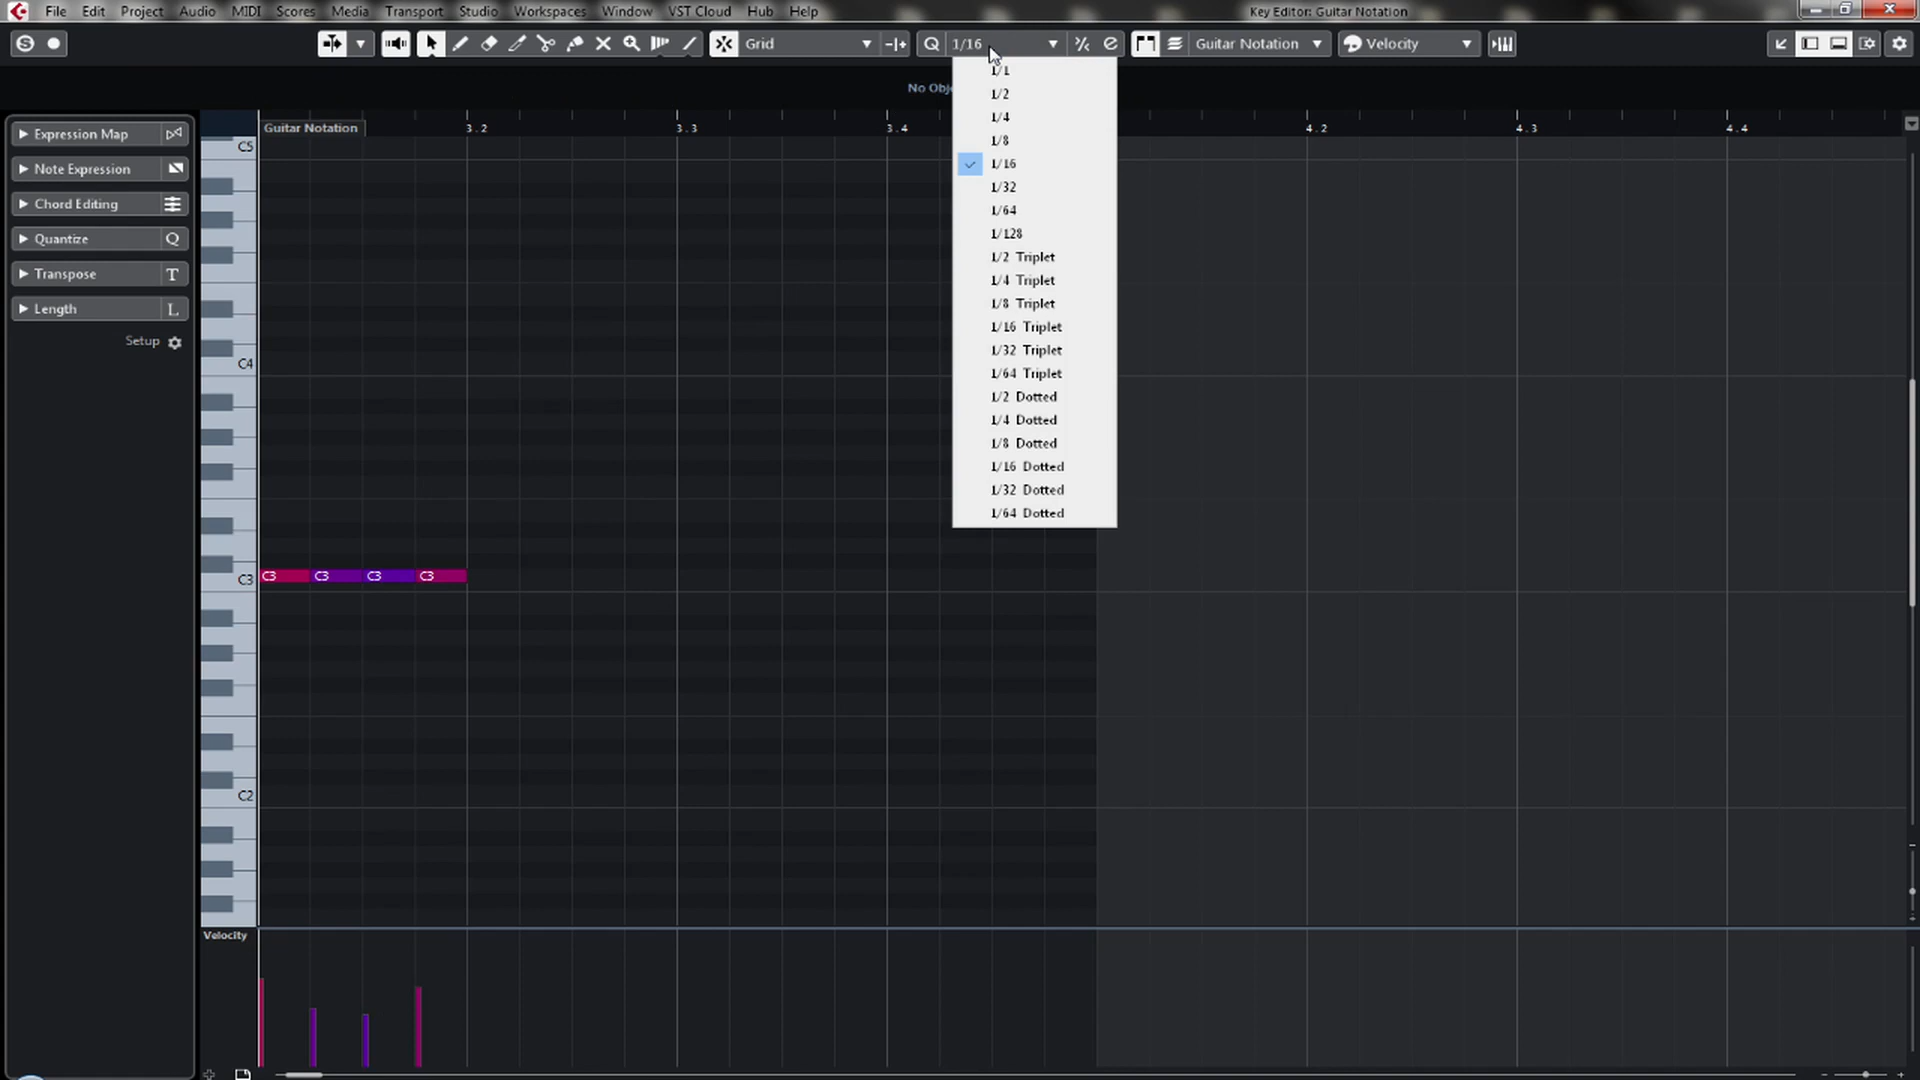 File Edit Project Audio MIDI Scores Media Transport Studio Workspaces Window VST Cloud Hub Help
Key Editor: Guitar Notation
S
Grid
Q 1/16
Guitar Notation
Velocity
No Obj
1/1
1/2
1/4
1/8
1/16
1/32
1/64
1/128
1/2 Triplet
1/4 Triplet
1/8 Triplet
1/16 Triplet
1/32 Triplet
1/64 Triplet
1/2 Dotted
1/4 Dotted
1/8 Dotted
1/16 Dotted
1/32 Dotted
1/64 Dotted
Expression Map
Note Expression
Chord Editing
Quantize Q
Transpose T
Length L
Setup
Guitar Notation 3.2 3.3 3.4 4.2 4.3 4.4
C5
C4
C3 C3 C3 C3 C3
C2
Velocity